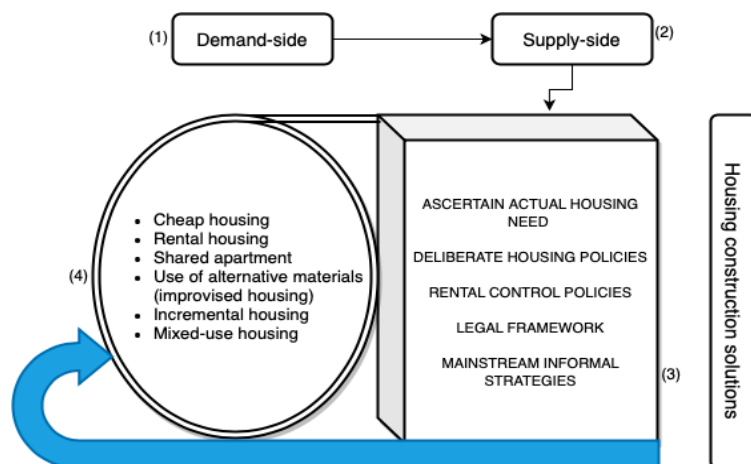 (1) Demand-side
Supply-side (2)
• Cheap housing
• Rental housing
• Shared apartment
• Use of alternative materials
(improvised housing)
• Incremental housing
• Mixed-use housing
(4)
ASCERTAIN ACTUAL HOUSING
NEED
DELIBERATE HOUSING POLICIES
RENTAL CONTROL POLICIES
LEGAL FRAMEWORK
MAINSTREAM INFORMAL
STRATEGIES
(3)
Housing construction solutions